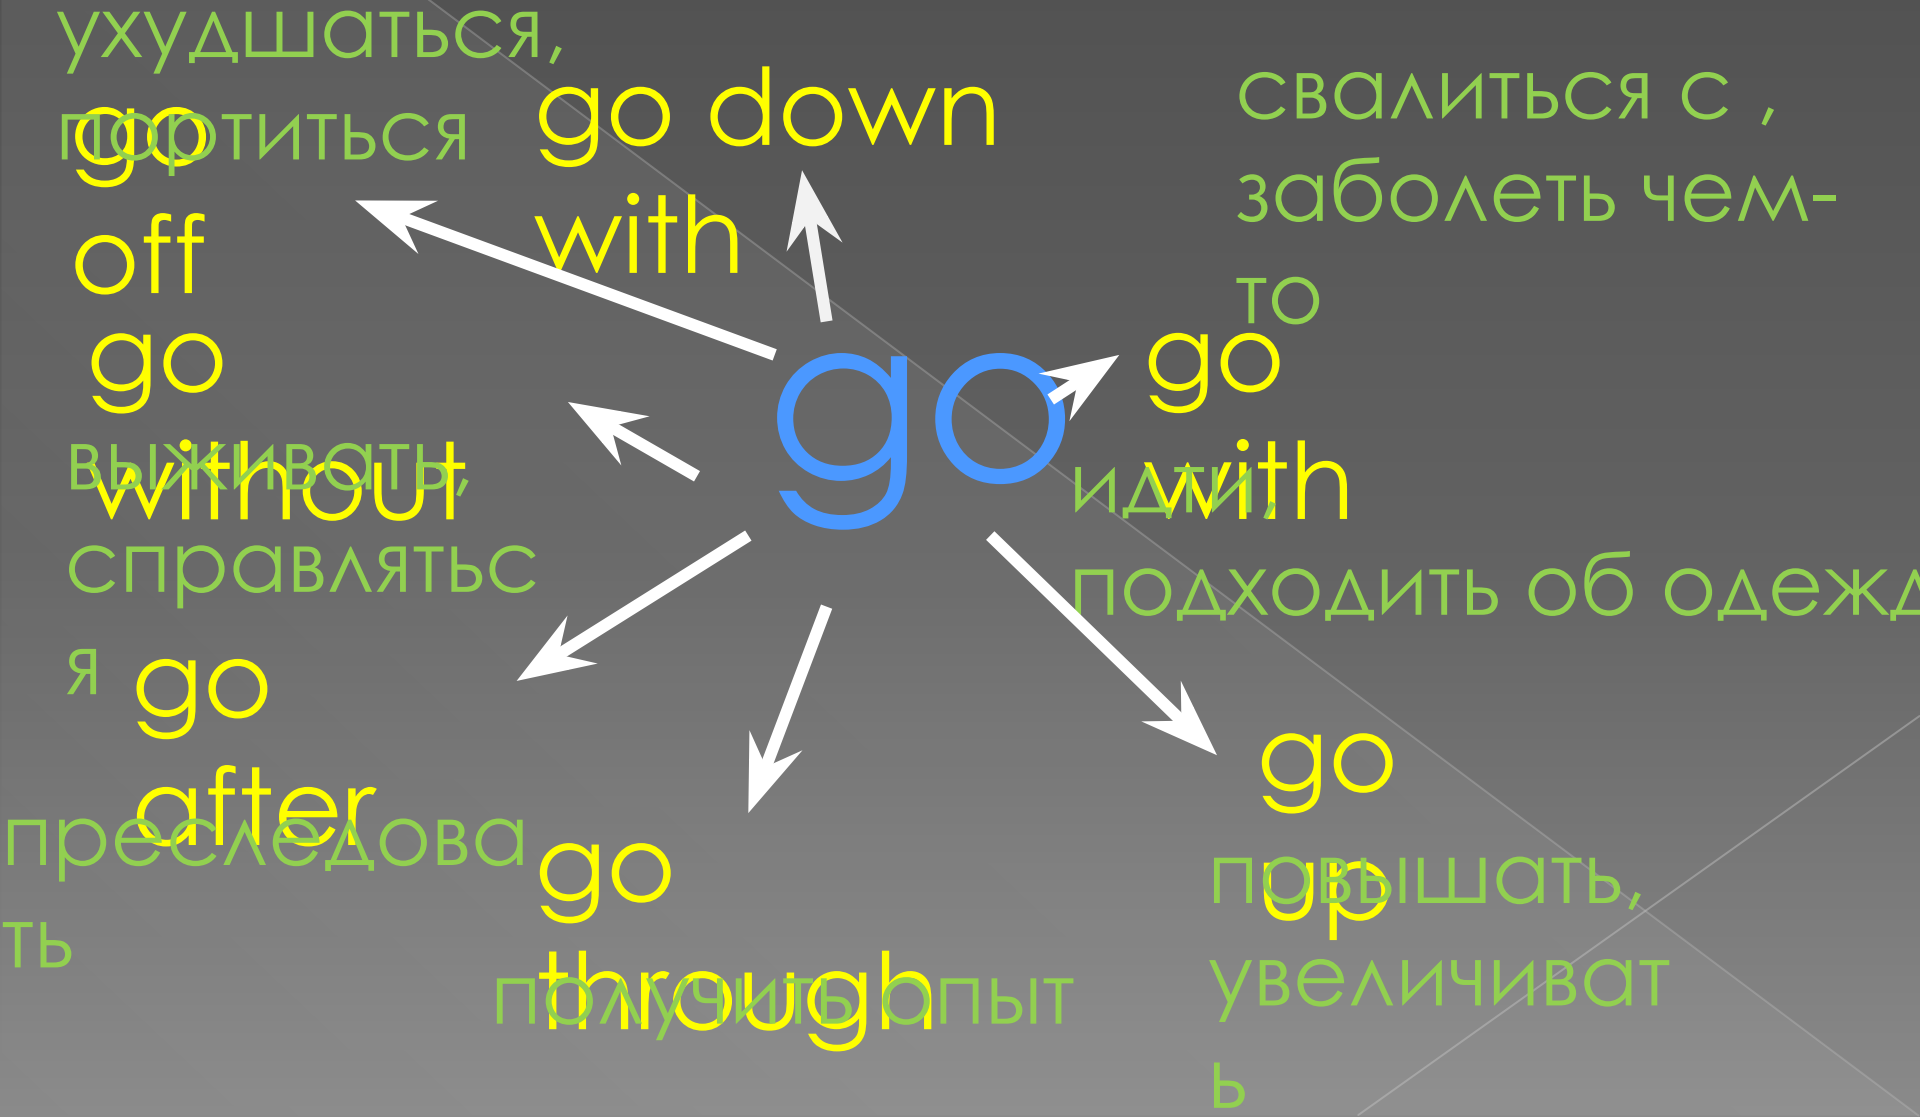 ухудшаться,
портиться
go
off
go down
with
свалиться с ,
заболеть чем-
то
go
without
выживать,
справлятьс
я
go
go
with
идти ,
подходить об одежд
go
after
преследова
ть
go
through
получить опыт
go
up
повышать,
увеличиват
ь